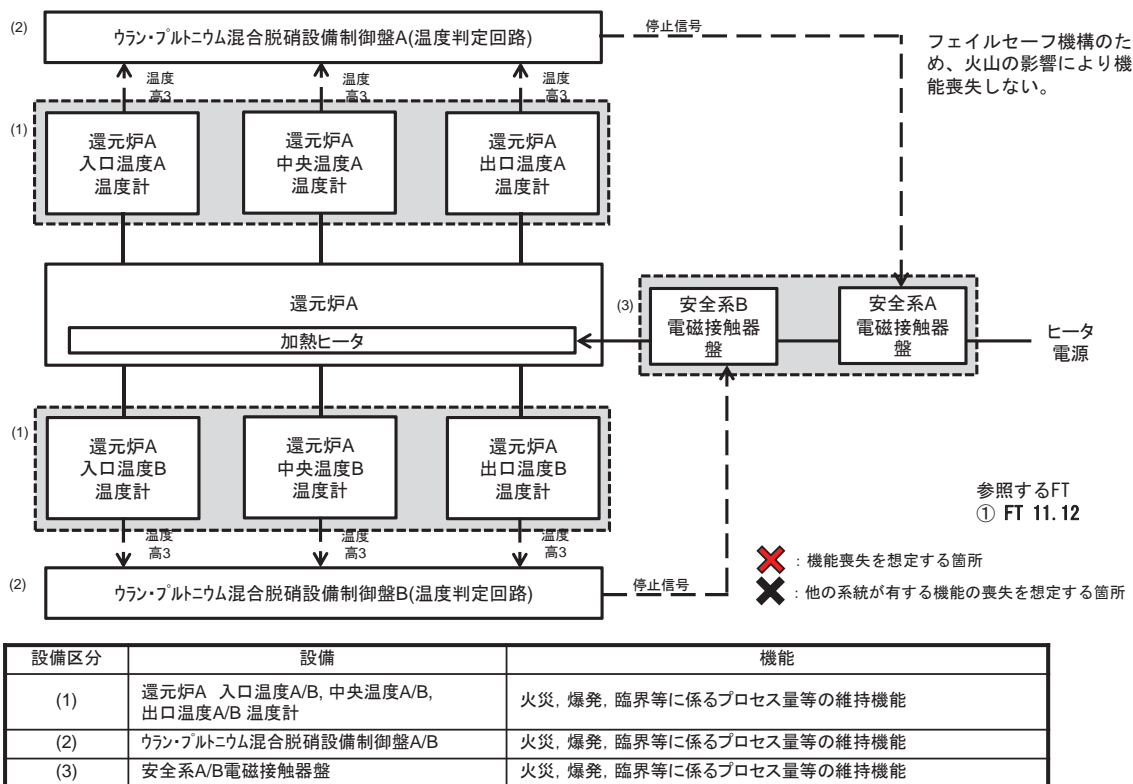 (2)
ウラン・プルトニウム混合脱硝設備制御盤A(温度判定回路)
停止信号
フェイルセーフ機構のた
め、火山の影響により機
能喪失しない。
温度
高3
温度
高3
温度
高3
(1)
還元炉A
入口温度A
温度計
還元炉A
中央温度A
温度計
還元炉A
出口温度A
温度計
還元炉A
加熱ヒータ
(3)
安全系B
電磁接触器
盤
安全系A
電磁接触器
盤
ヒータ
電源
(1)
還元炉A
入口温度B
温度計
還元炉A
中央温度B
温度計
還元炉A
出口温度B
温度計
温度
高3
温度
高3
温度
高3
参照するFT
① FT 11.12
(2)
ウラン・プルトニウム混合脱硝設備制御盤B(温度判定回路)
停止信号
：機能喪失を想定する箇所
：他の系統が有する機能の喪失を想定する箇所
設備区分 設備 機能
(1) 還元炉A 入口温度A/B, 中央温度A/B,
出口温度A/B 温度計 火災, 爆発, 臨界等に係るプロセス量等の維持機能
(2) ウラン・プルトニウム混合脱硝設備制御盤A/B 火災, 爆発, 臨界等に係るプロセス量等の維持機能
(3) 安全系A/B電磁接触器盤 火災, 爆発, 臨界等に係るプロセス量等の維持機能